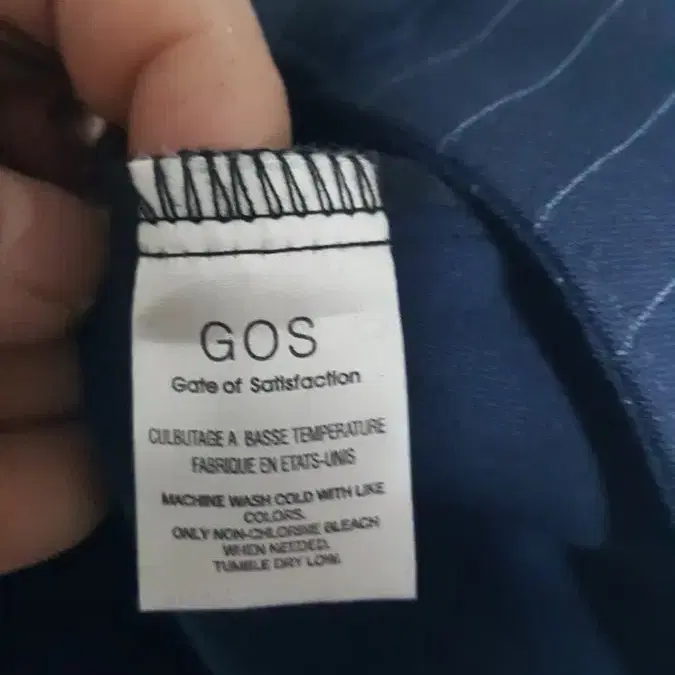 GOS
Gate of Satisfaction
CULBUTAGE A BASSE TEMPERATURE
FABRIQUE EN ETATS-UNIS
MACHINE WASH COLD WITH LIKE
COLORS.
ONLY NON-CHLORINE BLEACH
WHEN NEEDED.
TUMBLE DRY LOW.